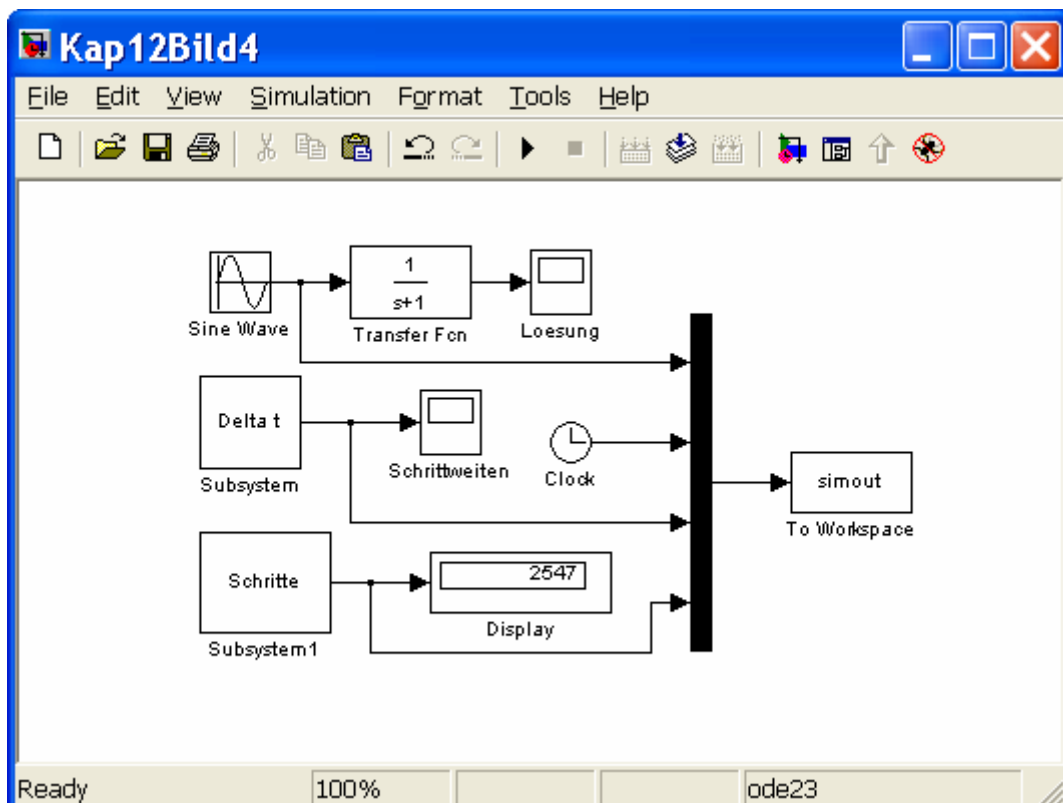 Kap12Bild4
File Edit View Simulation Format Tools Help
1
s+1
Sine Wave
Transfer Fcn
Loesung
Delta t
Subsystem
Schrittweiten
Clock
simout
To Workspace
Schritte
2547
Subsystem1
Display
Ready 100% ode23